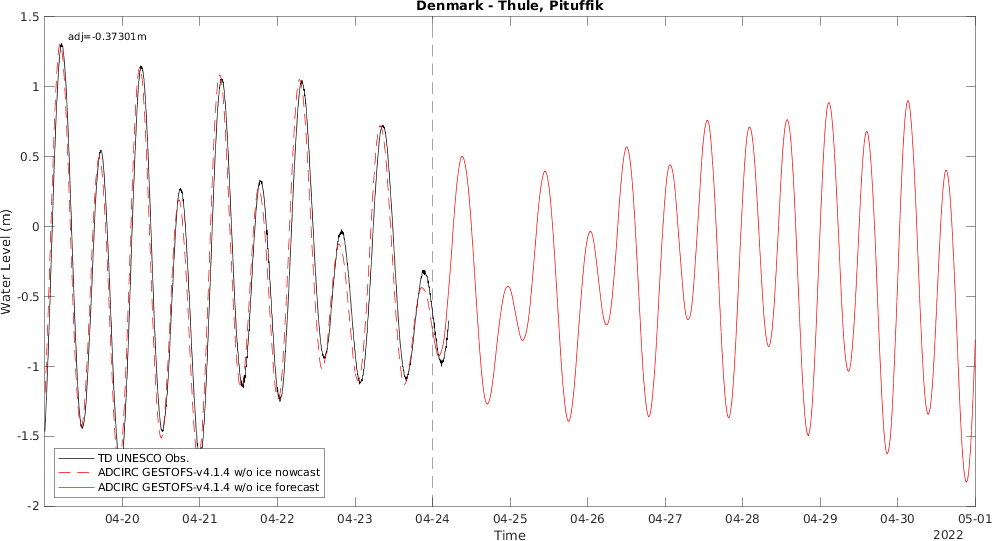 Denmark - Thule, Pituffik
adj=-0.37301m
Water Level (m)
1.5
1
0.5
0
-0.5
-1
-1.5
-2
TD UNESCO Obs.
ADCIRC GESTOFS-v4.1.4 w/o ice nowcast
ADCIRC GESTOFS-v4.1.4 w/o ice forecast
04-20 04-21 04-22 04-23 04-24 04-25 04-26 04-27 04-28 04-29 04-30 05-01
Time
2022